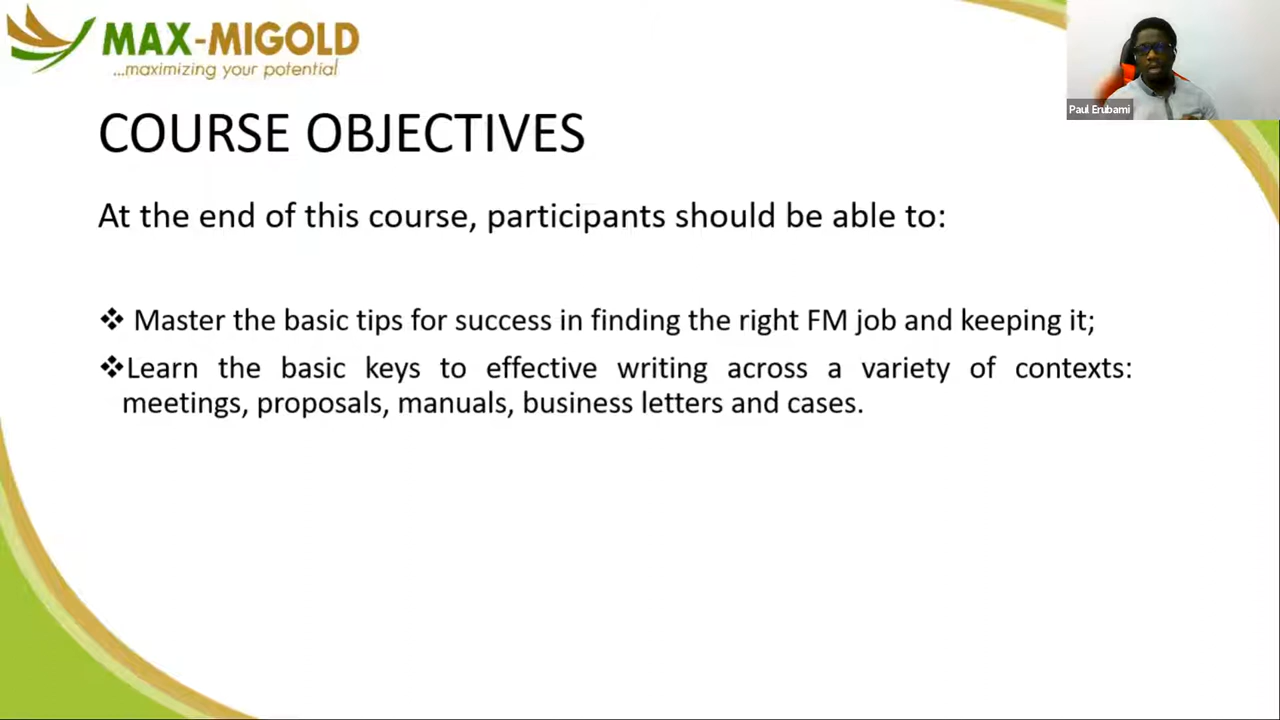 MAX-MIGOLD
...maximizing your potential
Paul Erubami
COURSE OBJECTIVES
At the end of this course, participants should be able to:
❖ Master the basic tips for success in finding the right FM job and keeping it;
❖Learn the basic keys to effective writing across a variety of contexts:
meetings, proposals, manuals, business letters and cases.